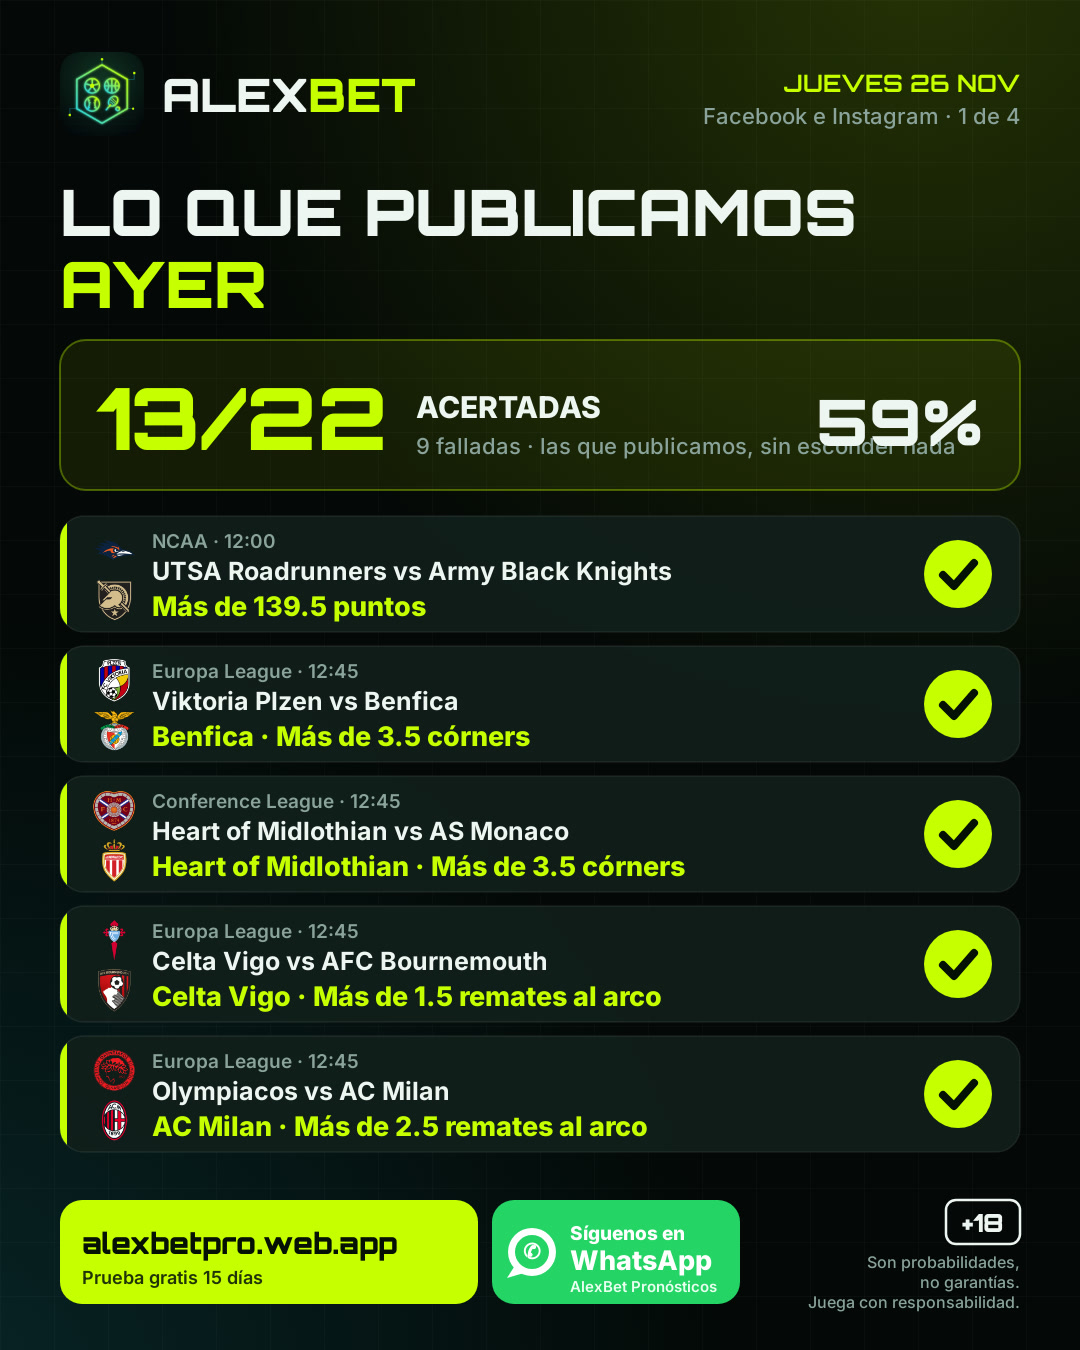 ALEXBET
JUEVES 26 NOV
Facebook e Instagram · 1 de 4
LO QUE PUBLICAMOS
AYER
13/22
ACERTADAS
9 falladas · las que publicamos, sin esconder nada
59%
NCAA · 12:00
UTSA Roadrunners vs Army Black Knights
Más de 139.5 puntos
Europa League · 12:45
Viktoria Plzen vs Benfica
Benfica · Más de 3.5 córners
Conference League · 12:45
Heart of Midlothian vs AS Monaco
Heart of Midlothian · Más de 3.5 córners
Europa League · 12:45
Celta Vigo vs AFC Bournemouth
Celta Vigo · Más de 1.5 remates al arco
Europa League · 12:45
Olympiacos vs AC Milan
AC Milan · Más de 2.5 remates al arco
alexbetpro.web.app
Prueba gratis 15 días
Síguenos en
WhatsApp
AlexBet Pronósticos
+18
Son probabilidades,
no garantías.
Juega con responsabilidad.